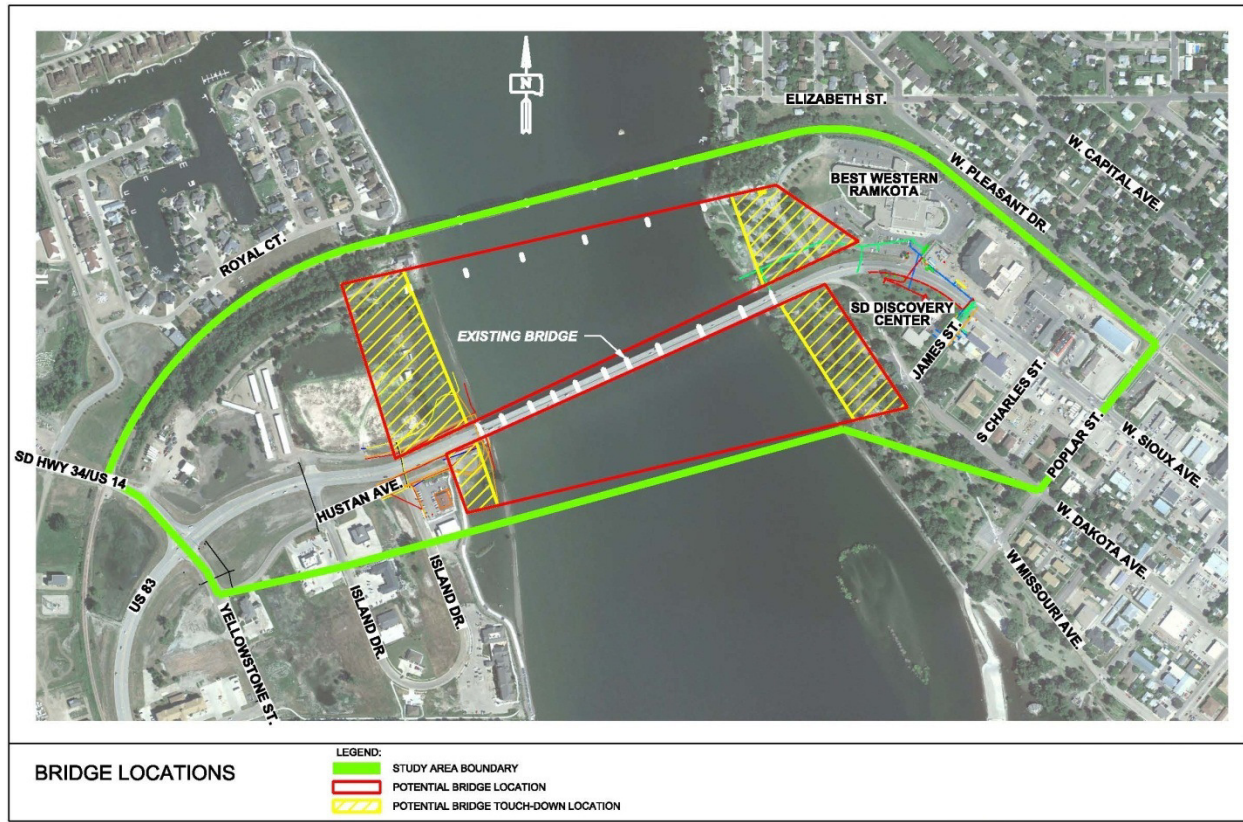 N
ELIZABETH ST.
W. CAPITAL AVE.
W. PLEASANT DR.
BEST WESTERN
RAMKOTA
ROYAL CT.
EXISTING BRIDGE
SD DISCOVERY
CENTER
JAMES ST.
S CHARLES ST.
POPLAR ST.
W. SIOUX AVE.
SD HWY 34/US 14
HUSTAN AVE.
W. DAKOTA AVE.
W MISSOURI AVE.
US 83
YELLOWSTONE ST.
ISLAND DR.
ISLAND DR.
BRIDGE LOCATIONS
LEGEND:
STUDY AREA BOUNDARY
POTENTIAL BRIDGE LOCATION
POTENTIAL BRIDGE TOUCH-DOWN LOCATION